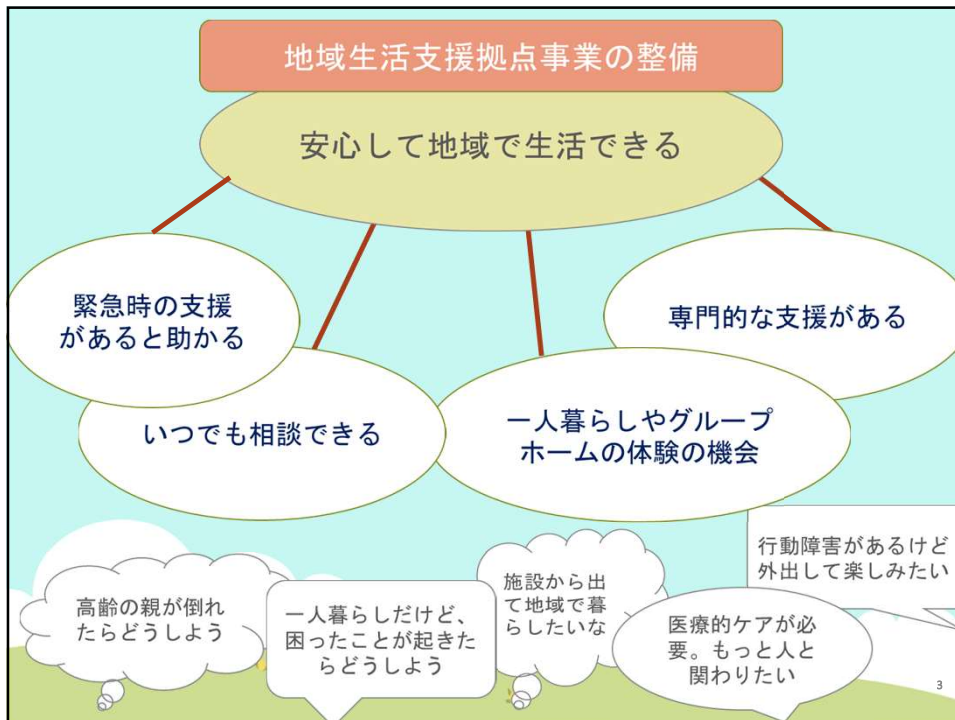 地域生活支援拠点事業の整備
安心して地域で生活できる
緊急時の支援
があると助かる
専門的な支援がある
いつでも相談できる
一人暮らしやグループ
ホームの体験の機会
高齢の親が倒れ
たらどうしよう
一人暮らしだけど、
困ったことが起きた
らどうしよう
施設から出
て地域で暮
らしたいな
医療的ケアが必
要。もっと人と
関わりたい
行動障害があるけど
外出して楽しみたい
3